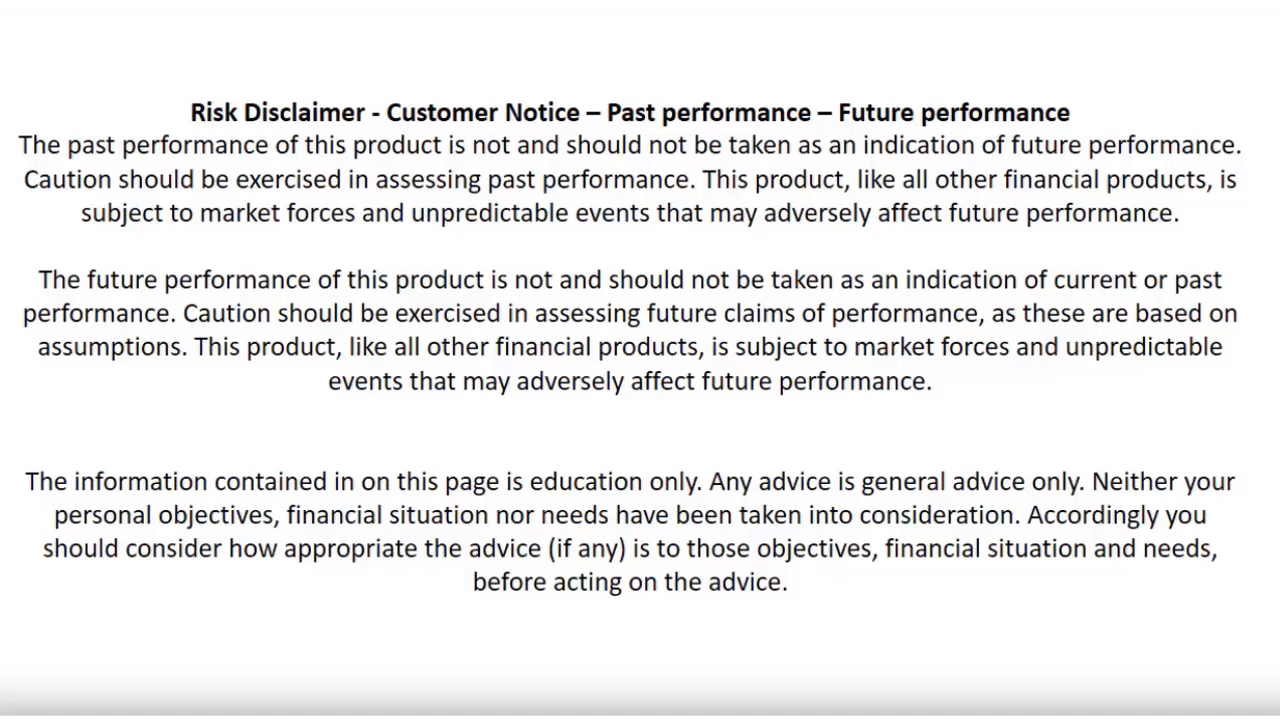 Risk Disclaimer - Customer Notice – Past performance – Future performance
The past performance of this product is not and should not be taken as an indication of future performance.
Caution should be exercised in assessing past performance. This product, like all other financial products, is
subject to market forces and unpredictable events that may adversely affect future performance.
The future performance of this product is not and should not be taken as an indication of current or past
performance. Caution should be exercised in assessing future claims of performance, as these are based on
assumptions. This product, like all other financial products, is subject to market forces and unpredictable
events that may adversely affect future performance.
The information contained in on this page is education only. Any advice is general advice only. Neither your
personal objectives, financial situation nor needs have been taken into consideration. Accordingly you
should consider how appropriate the advice (if any) is to those objectives, financial situation and needs,
before acting on the advice.